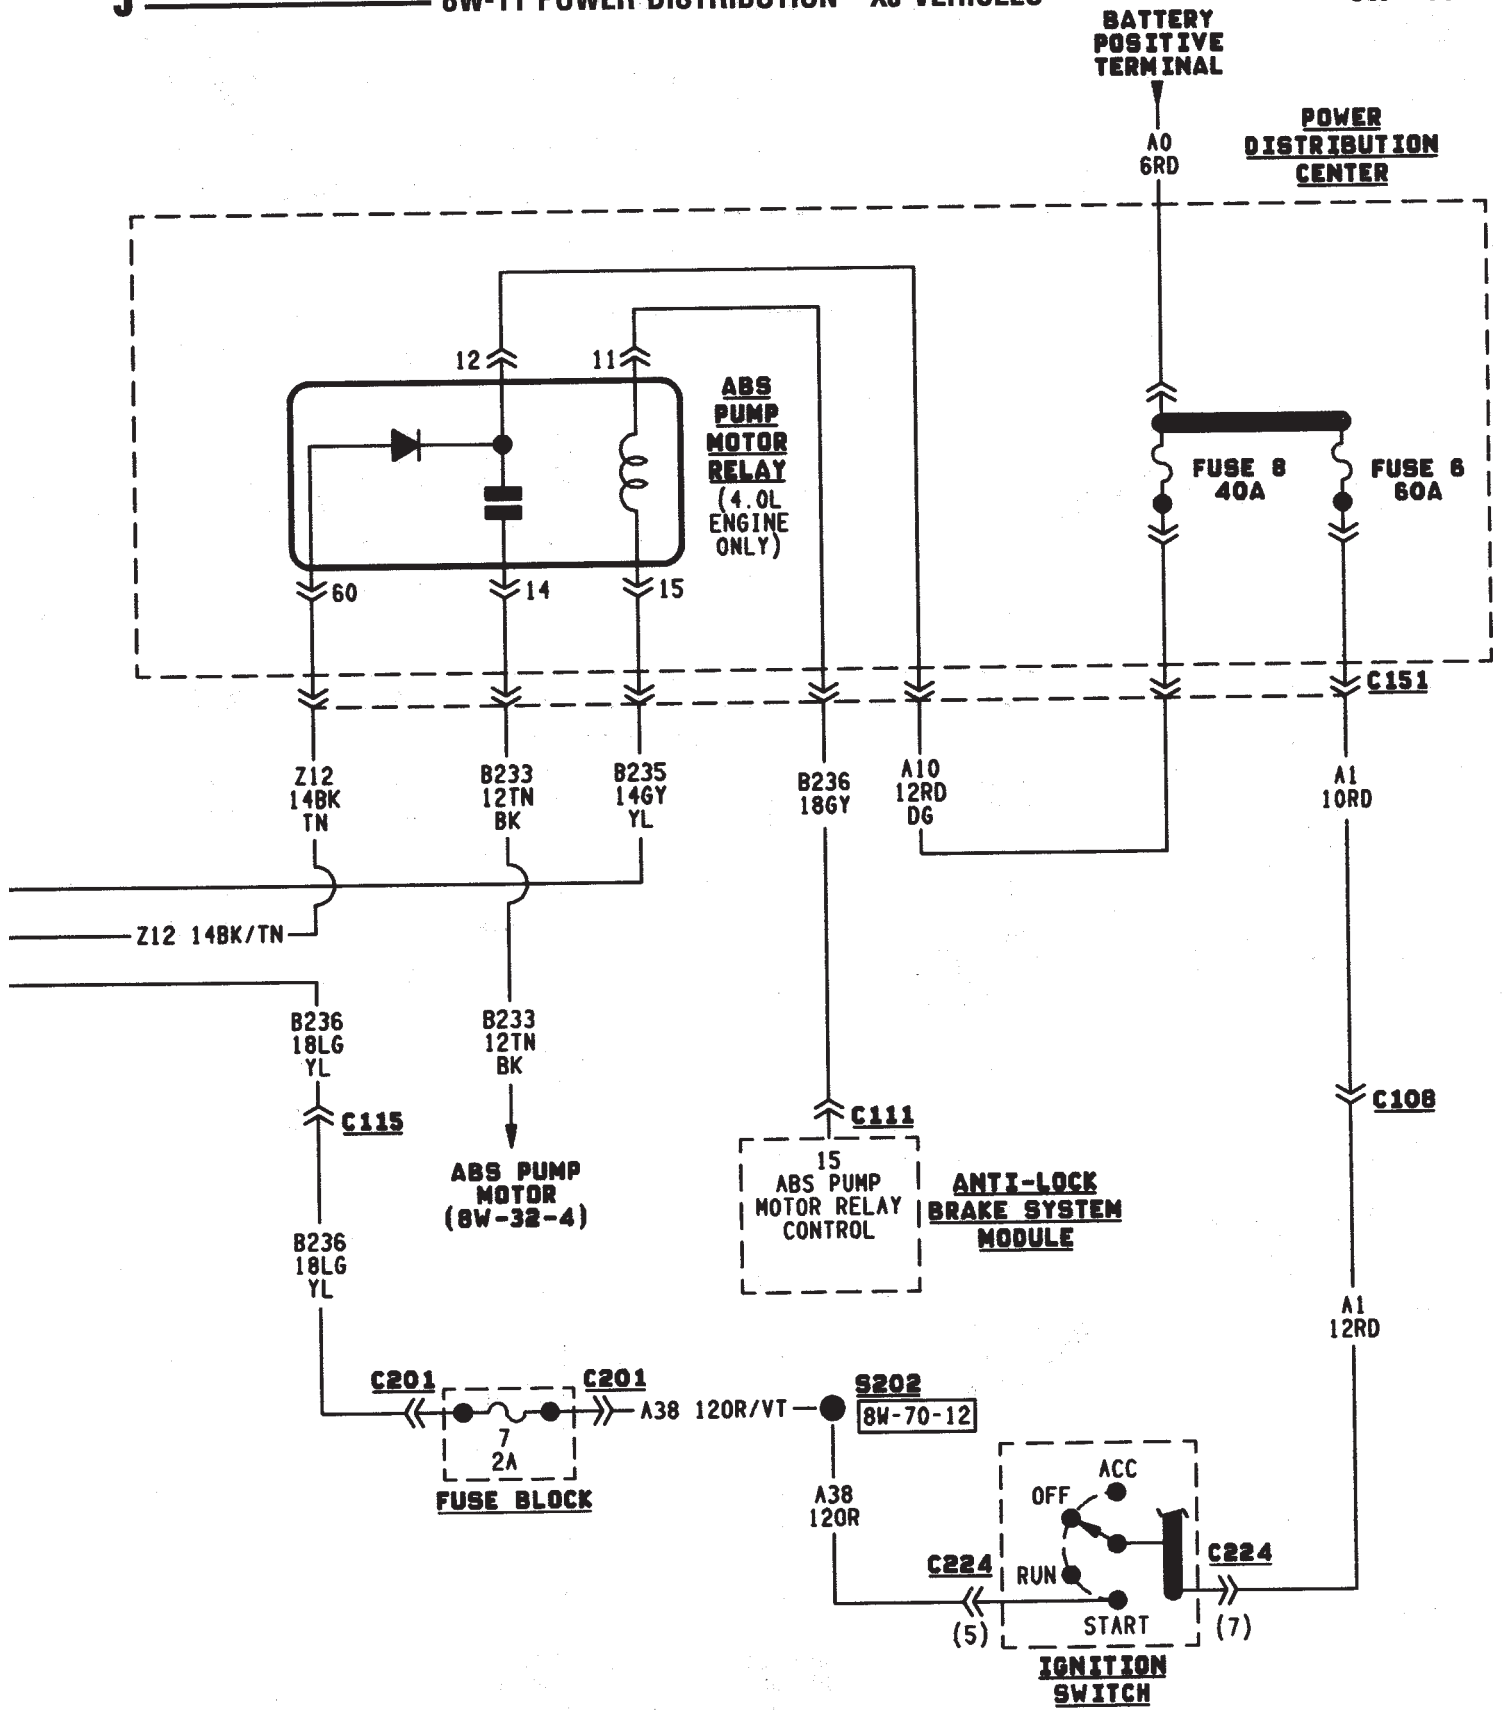 J
8W-11 POWER DISTRIBUTION—XJ VEHICLES
BATTERY
POSITIVE
TERMINAL
A0
6RD
POWER
DISTRIBUTION
CENTER
12
11
ABS
PUMP
MOTOR
RELAY
(4.0L
ENGINE
ONLY)
FUSE 8
40A
FUSE 6
60A
60
14
15
C151
Z12
14BK
TN
B233
12TN
BK
B235
14GY
YL
B236
18GY
A10
12RD
DG
A1
10RD
Z12 14BK/TN
B236
18LG
YL
B233
12TN
BK
C115
C111
C108
ABS PUMP
MOTOR
(8W-32-4)
15
ABS PUMP
MOTOR RELAY
CONTROL
ANTI-LOCK
BRAKE SYSTEM
MODULE
B236
18LG
YL
A1
12RD
C201
C201
A38 12OR/VT
S202
8W-70-12
7
2A
FUSE BLOCK
A38
12OR
ACC
OFF
RUN
START
C224
(5)
C224
(7)
IGNITION
SWITCH